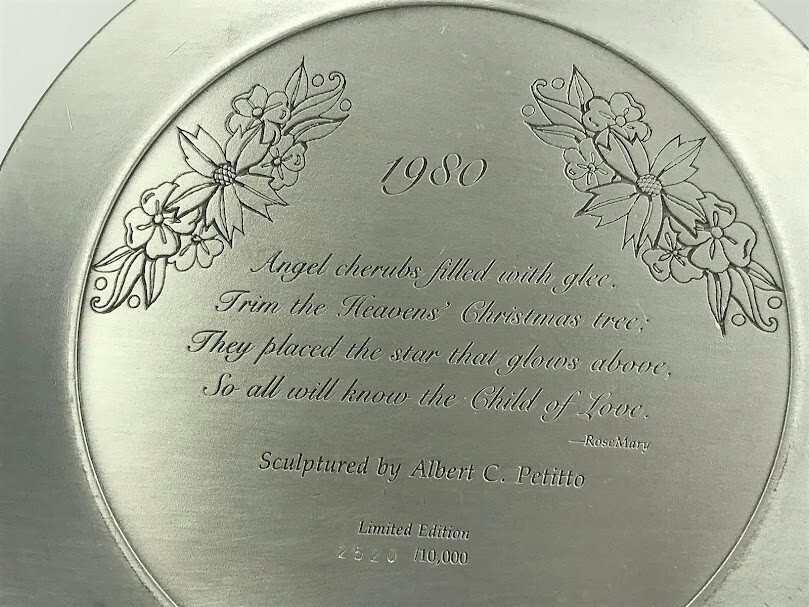 1980
Angel cherubs filled with glee,
Trim the Heavens' Christmas tree;
They placed the star that glows above,
So all will know the Child of Love.
—RoseMary
Sculptured by Albert C. Petitto
Limited Edition
2520 /10,000